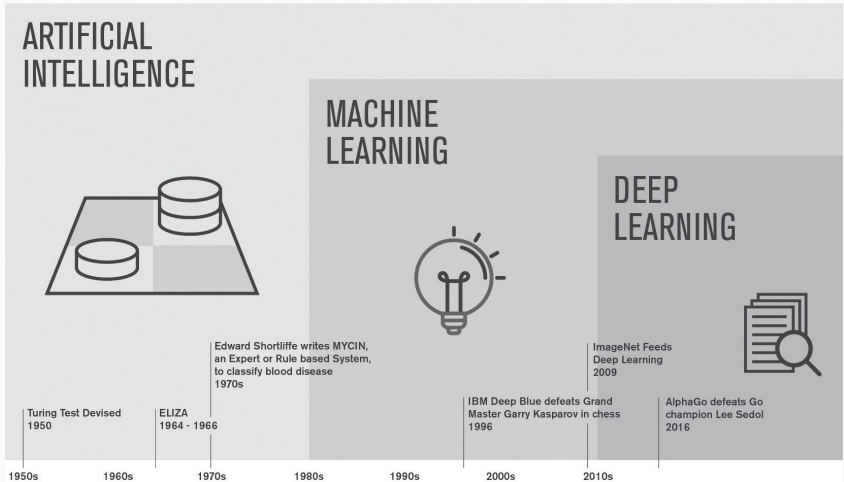 ARTIFICIAL
INTELLIGENCE
MACHINE
LEARNING
DEEP
LEARNING
Edward Shortliffe writes MYCIN,
an Expert or Rule based System,
to classify blood disease
1970s
ImageNet Feeds
Deep Learning
2009
Turing Test Devised
1950
ELIZA
1964 - 1966
IBM Deep Blue defeats Grand
Master Garry Kasparov in chess
1996
AlphaGo defeats Go
champion Lee Sedol
2016
1950s 1960s 1970s 1980s 1990s 2000s 2010s